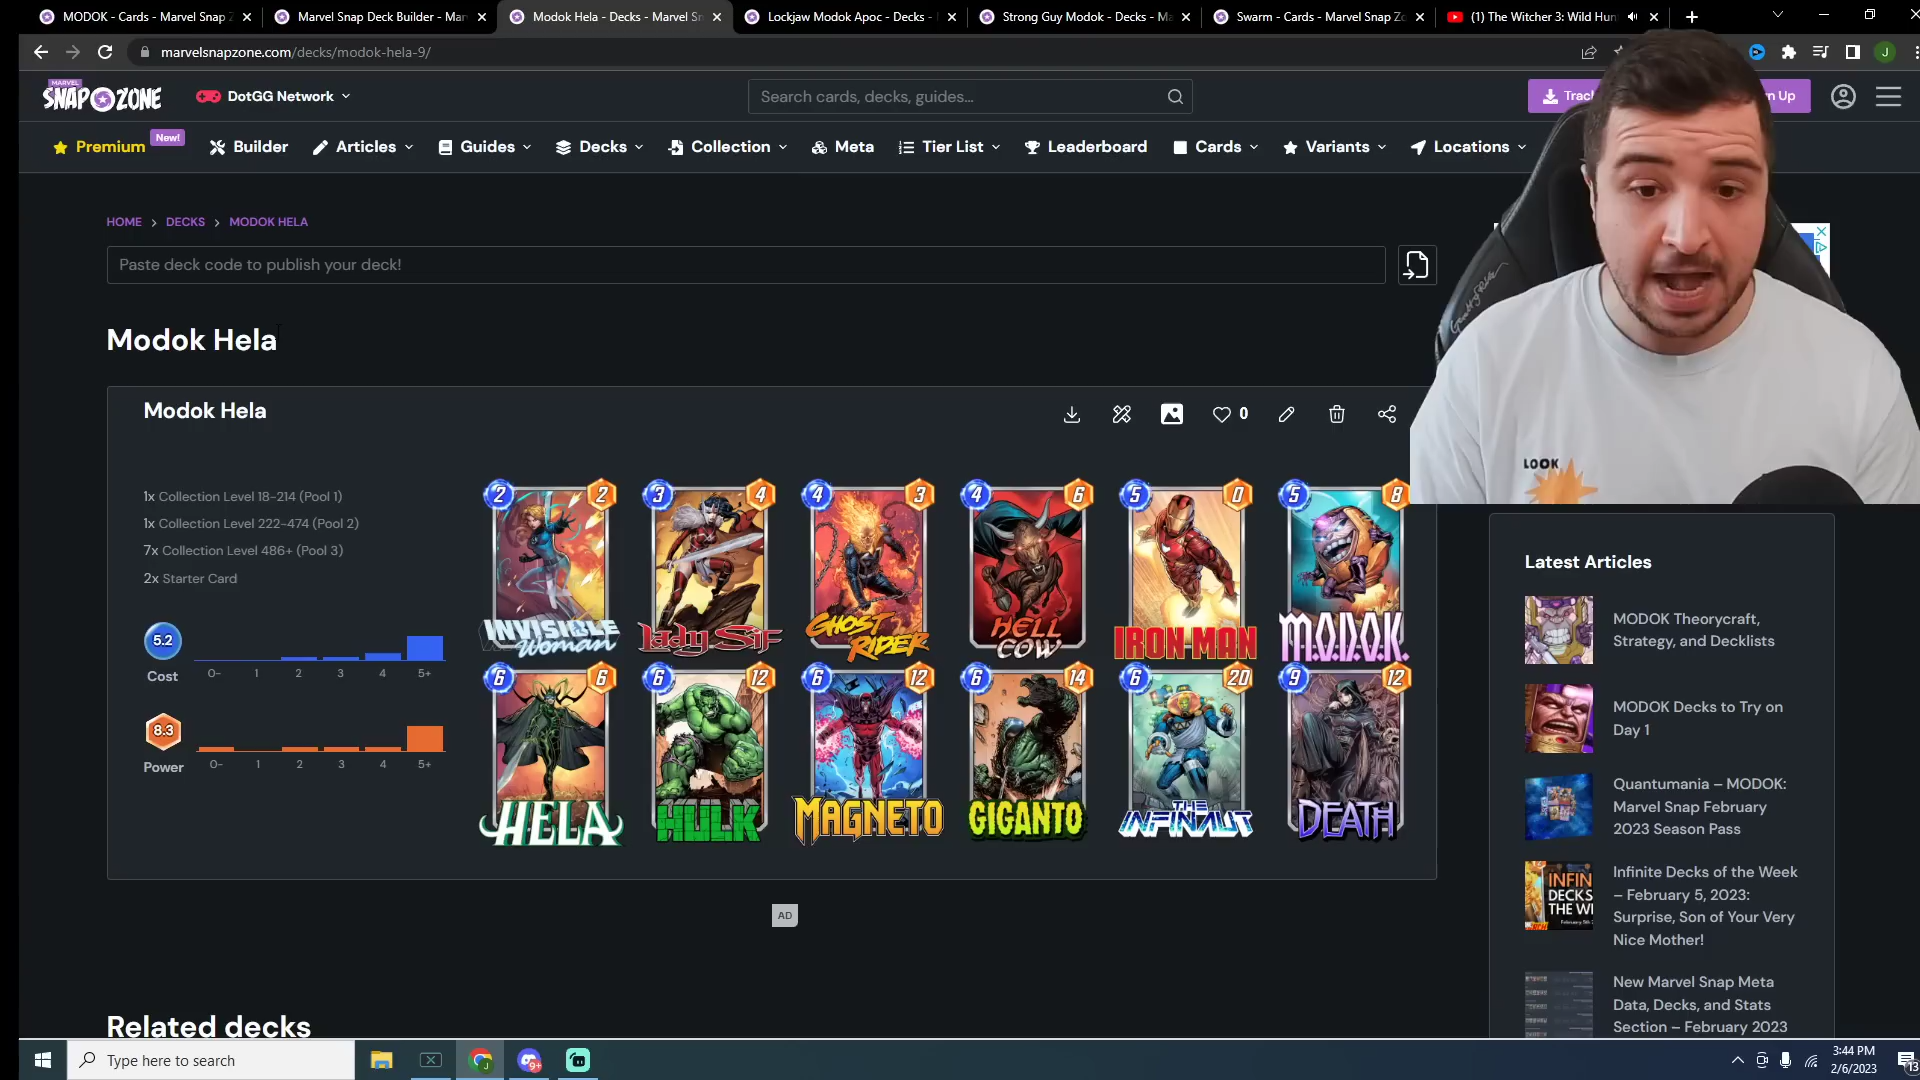 MODOK - Cards - Marvel Snap Z
Marvel Snap Deck Builder - Mar
Modok Hela - Decks - Marvel Sn
Lockjaw Modok Apoc - Decks -
Strong Guy Modok - Decks - Ma
Swarm - Cards - Marvel Snap Zo
(1) The Witcher 3: Wild Hun
marvelsnapzone.com/decks/modok-hela-9/
J
MARVEL
SNAP ZONE
DotGG Network
Search cards, decks, guides...
Trac
n Up
Premium
New!
Builder
Articles
Guides
Decks
Collection
Meta
Tier List
Leaderboard
Cards
Variants
Locations
HOME > DECKS > MODOK HELA
Paste deck code to publish your deck!
Modok Hela
Modok Hela
0
1x Collection Level 18-214 (Pool 1)
1x Collection Level 222-474 (Pool 2)
7x Collection Level 486+ (Pool 3)
2x Starter Card
5.2
Cost
0- 1 2 3 4 5+
8.3
Power
0- 1 2 3 4 5+
2 2 3 4 4 3 4 6 5 0 5 8
INVISIBLE Woman
Lady Sif
GHOST RIDER
HELL COW
IRON MAN
M.O.D.O.K.
6 6 6 12 6 12 6 14 6 20 9 12
HELA
HULK
MAGNETO
GIGANTO
THE INFINAUT
DEATH
AD
Related decks
LOOK
Latest Articles
MODOK Theorycraft,
Strategy, and Decklists
MODOK Decks to Try on
Day 1
Quantumania – MODOK:
Marvel Snap February
2023 Season Pass
INFIN
DECKS
THE WE
Infinite Decks of the Week
– February 5, 2023:
Surprise, Son of Your Very
Nice Mother!
New Marvel Snap Meta
Data, Decks, and Stats
Section – February 2023
Type here to search
9+
3:44 PM
2/6/2023
13